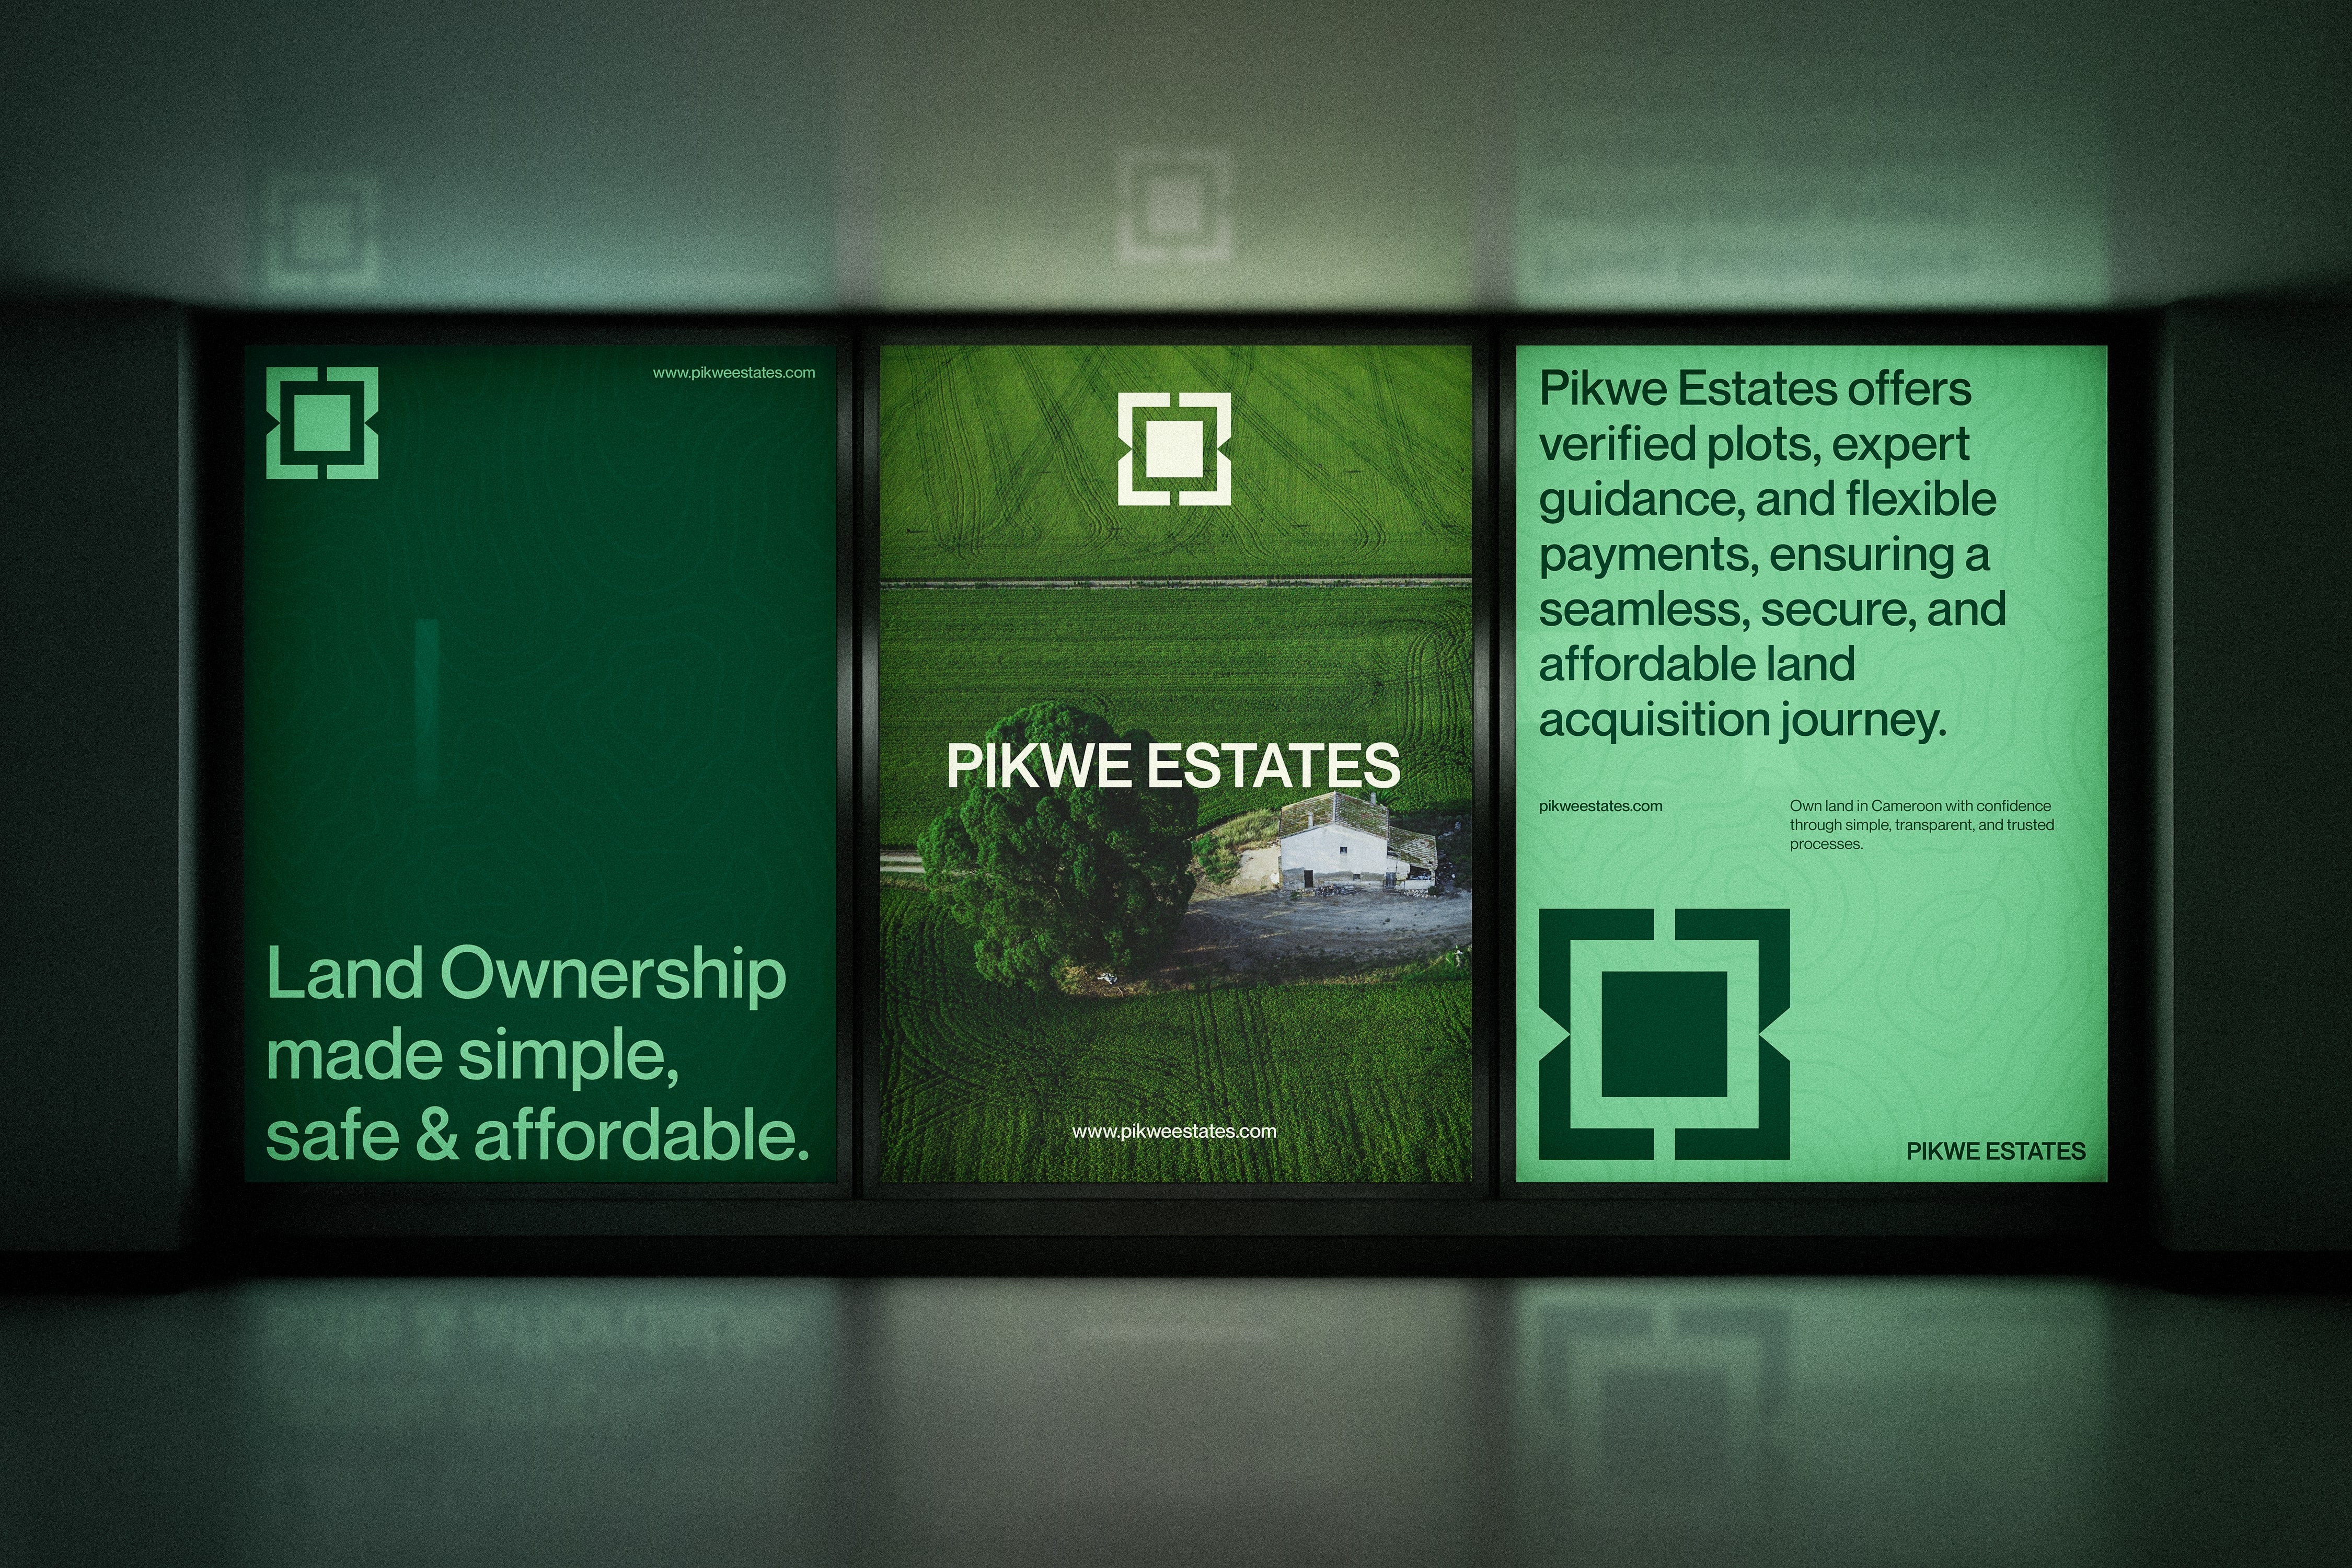 www.pikweestates.com
Land Ownership
made simple,
safe & affordable.
PIKWE ESTATES
www.pikweestates.com
Pikwe Estates offers
verified plots, expert
guidance, and flexible
payments, ensuring a
seamless, secure, and
affordable land
acquisition journey.
pikweestates.com
Own land in Cameroon with confidence
through simple, transparent, and trusted
processes.
PIKWE ESTATES